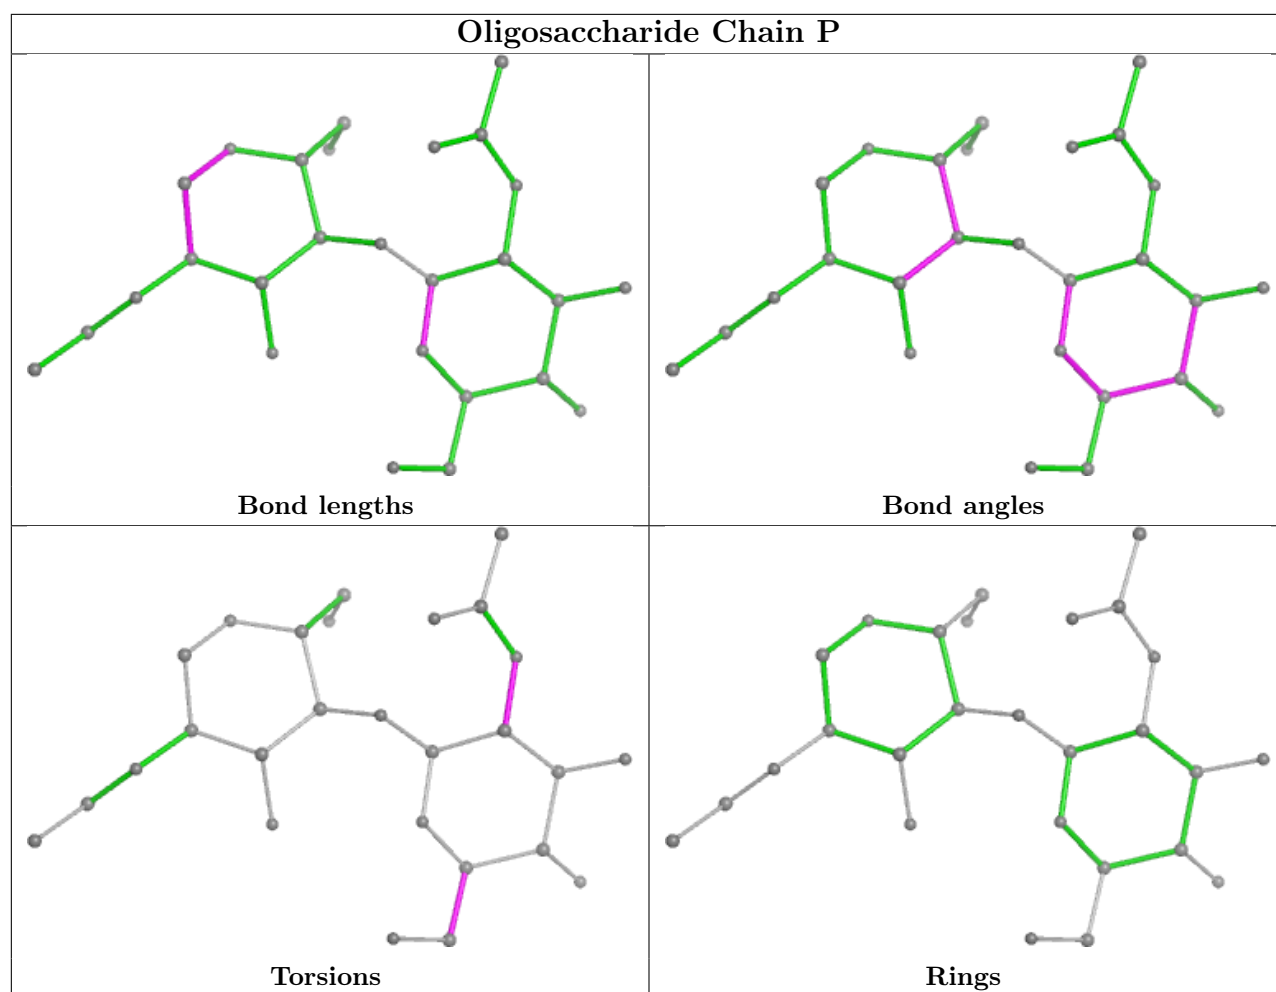 Oligosaccharide Chain P
Bond lengths
Bond angles
Torsions
Rings